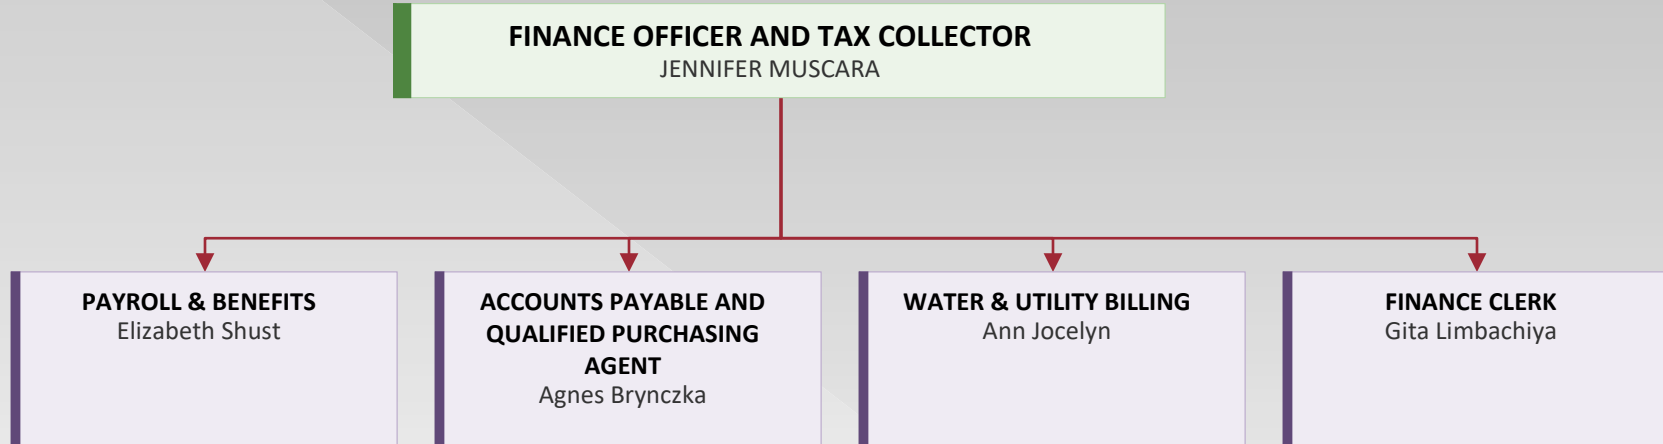 FINANCE OFFICER AND TAX COLLECTOR
JENNIFER MUSCARA
PAYROLL & BENEFITS
Elizabeth Shust
ACCOUNTS PAYABLE AND
QUALIFIED PURCHASING
AGENT
Agnes Brynczka
WATER & UTILITY BILLING
Ann Jocelyn
FINANCE CLERK
Gita Limbachiya